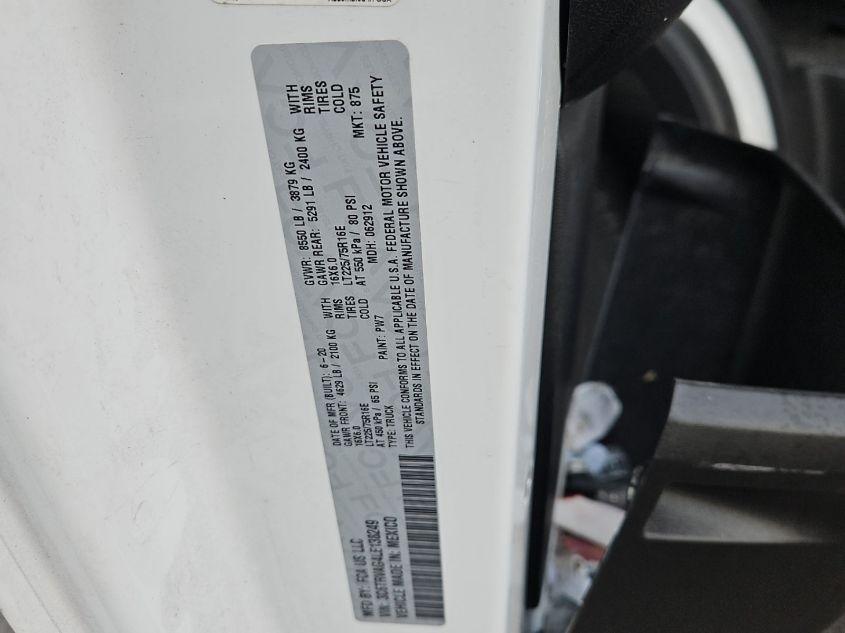 MFD BY: FCA US LLC
DATE OF MFR (BUILT): 6-20
GVWR: 8550 LB / 3879 KG
GAWR FRONT: 4629 LB / 2100 KG WITH
GAWR REAR: 5291 LB / 2400 KG WITH
16X6.0 RIMS
16X6.0 RIMS
LT225/75R16E TIRES
LT225/75R16E TIRES
AT 450 kPa / 65 PSI COLD
AT 550 kPa / 80 PSI COLD
TYPE: TRUCK
PAINT: PW7
MDH: 062912
MKT: 875
VIN: 3C6TRVAG4LE138249
VEHICLE MADE IN: MEXICO
THIS VEHICLE CONFORMS TO ALL APPLICABLE U.S.A. FEDERAL MOTOR VEHICLE SAFETY
STANDARDS IN EFFECT ON THE DATE OF MANUFACTURE SHOWN ABOVE.